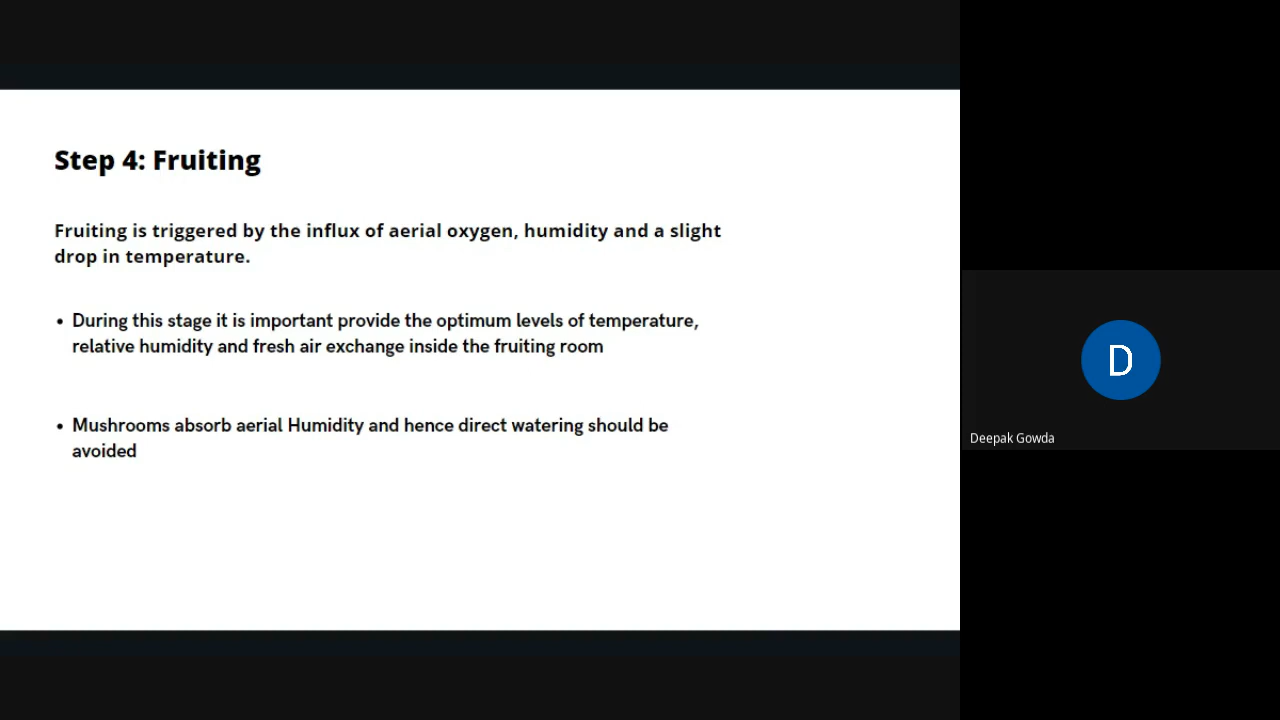 Step 4: Fruiting
Fruiting is triggered by the influx of aerial oxygen, humidity and a slight
drop in temperature.
• During this stage it is important provide the optimum levels of temperature,
relative humidity and fresh air exchange inside the fruiting room
• Mushrooms absorb aerial Humidity and hence direct watering should be
avoided
D
Deepak Gowda